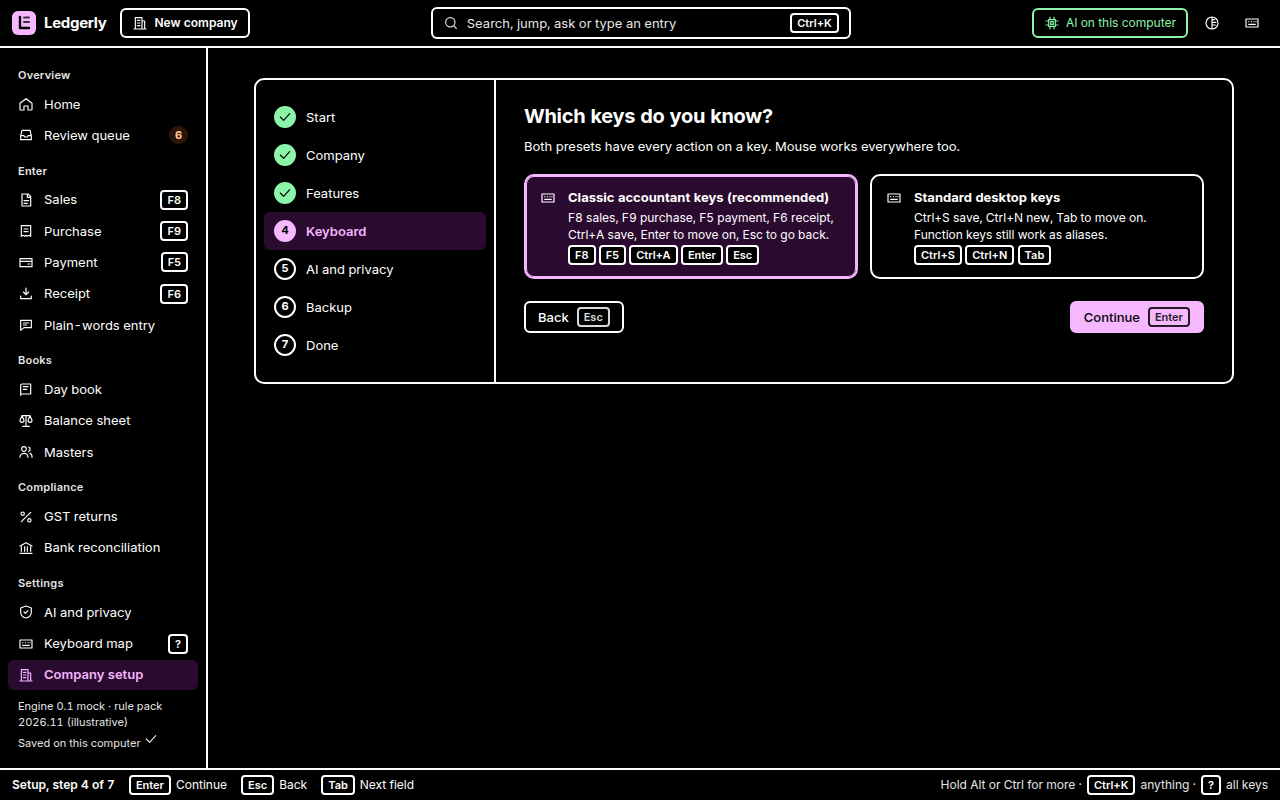 Ledgerly
New company
Search, jump, ask or type an entry
Ctrl+K
AI on this computer
Overview
Home
Review queue 6
Enter
Sales F8
Purchase F9
Payment F5
Receipt F6
Plain-words entry
Books
Day book
Balance sheet
Masters
Compliance
GST returns
Bank reconciliation
Settings
AI and privacy
Keyboard map ?
Company setup
Engine 0.1 mock · rule pack
2026.11 (illustrative)
Saved on this computer
Start
Company
Features
4 Keyboard
5 AI and privacy
6 Backup
7 Done
Which keys do you know?
Both presets have every action on a key. Mouse works everywhere too.
Classic accountant keys (recommended)
F8 sales, F9 purchase, F5 payment, F6 receipt,
Ctrl+A save, Enter to move on, Esc to go back.
F8 F5 Ctrl+A Enter Esc
Standard desktop keys
Ctrl+S save, Ctrl+N new, Tab to move on.
Function keys still work as aliases.
Ctrl+S Ctrl+N Tab
Back Esc
Continue Enter
Setup, step 4 of 7 Enter Continue Esc Back Tab Next field
Hold Alt or Ctrl for more · Ctrl+K anything · ? all keys